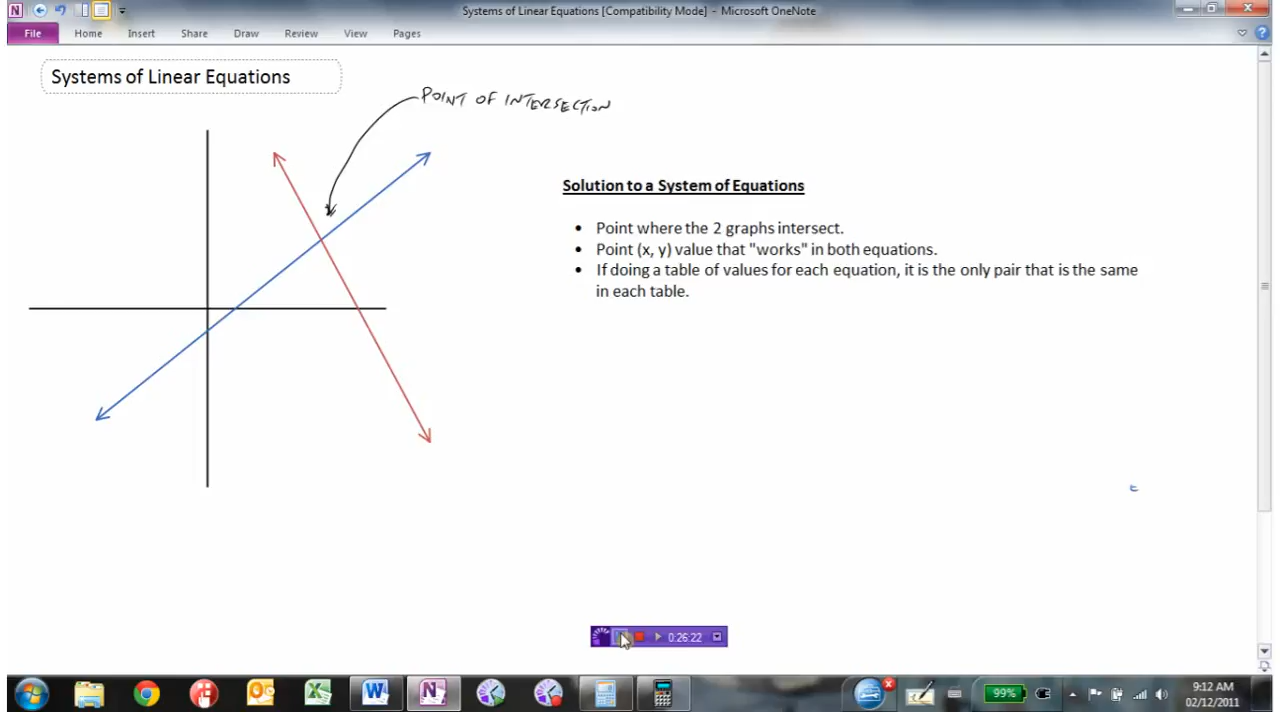 Systems of Linear Equations [Compatibility Mode] - Microsoft OneNote
File Home Insert Share Draw Review View Pages
Systems of Linear Equations
POINT OF INTERSECTION
Solution to a System of Equations
• Point where the 2 graphs intersect.
• Point (x, y) value that "works" in both equations.
• If doing a table of values for each equation, it is the only pair that is the same
in each table.
0:26:22
99%
9:12 AM
02/12/2011